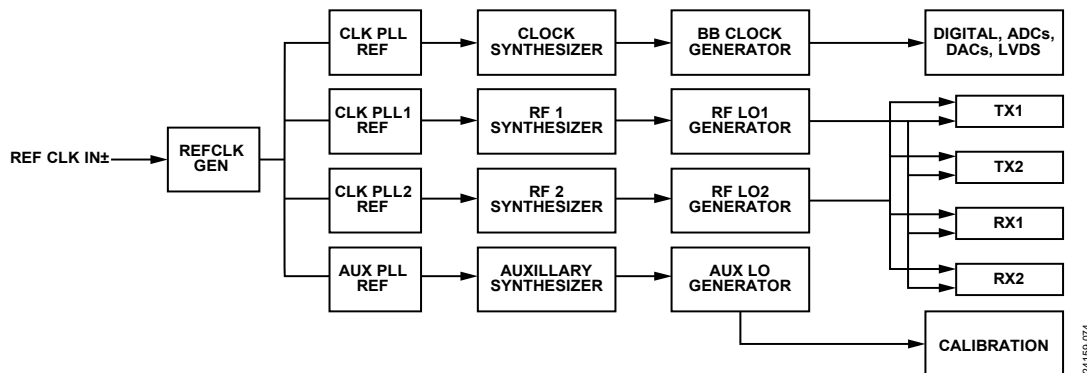 CLK PLL
REF
CLOCK
SYNTHESIZER
BB CLOCK
GENERATOR
DIGITAL, ADCs,
DACs, LVDS
CLK PLL1
REF
RF 1
SYNTHESIZER
RF LO1
GENERATOR
TX1
REF CLK IN±
REFCLK
GEN
TX2
CLK PLL2
REF
RF 2
SYNTHESIZER
RF LO2
GENERATOR
RX1
AUX PLL
REF
AUXILLARY
SYNTHESIZER
AUX LO
GENERATOR
RX2
CALIBRATION
24159-074